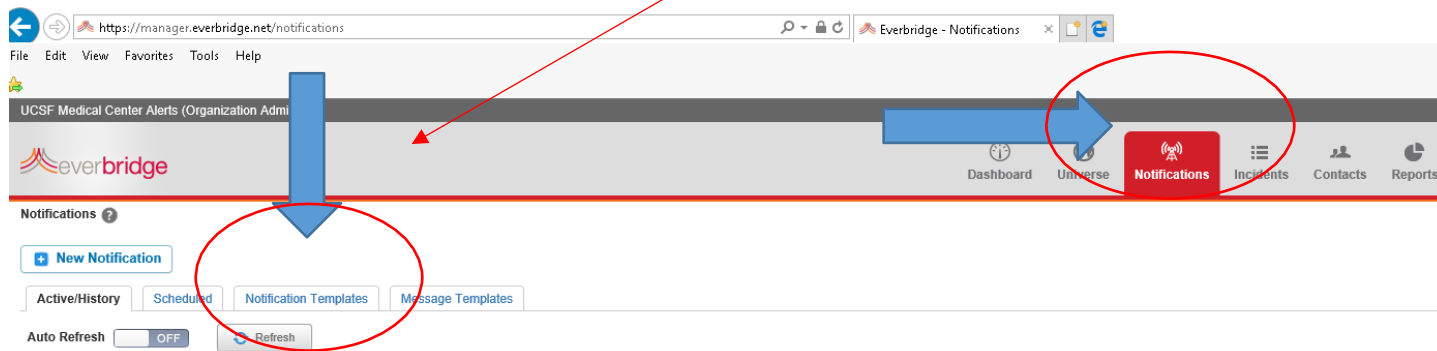 https://manager.everbridge.net/notifications
Everbridge - Notifications
File Edit View Favorites Tools Help
UCSF Medical Center Alerts (Organization Admi
everbridge
Dashboard Universe Notifications Incidents Contacts Reports
Notifications ?
New Notification
Active/History Scheduled Notification Templates Message Templates
Auto Refresh OFF Refresh